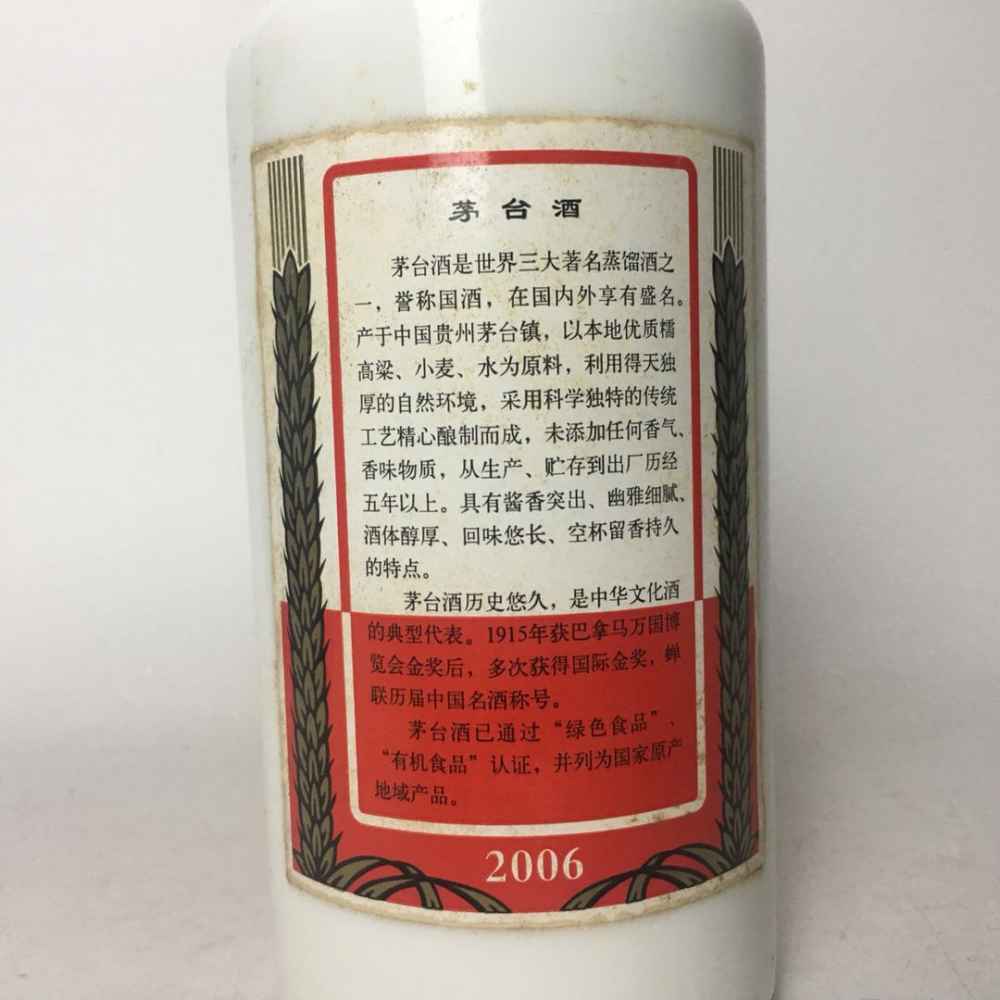 茅台酒
茅台酒是世界三大著名蒸馏酒之
一，誉称国酒，在国内外享有盛名。
产于中国贵州茅台镇，以本地优质糯
高粱、小麦、水为原料，利用得天独
厚的自然环境，采用科学独特的传统
工艺精心酿制而成，未添加任何香气、
香味物质，从生产、贮存到出厂历经
五年以上。具有酱香突出、幽雅细腻、
酒体醇厚、回味悠长、空杯留香持久
的特点。
茅台酒历史悠久，是中华文化酒
的典型代表。1915年获巴拿马万国博
览会金奖后，多次获得国际金奖，蝉
联历届中国名酒称号。
茅台酒已通过“绿色食品”、
“有机食品”认证，并列为国家原产
地域产品。
2006